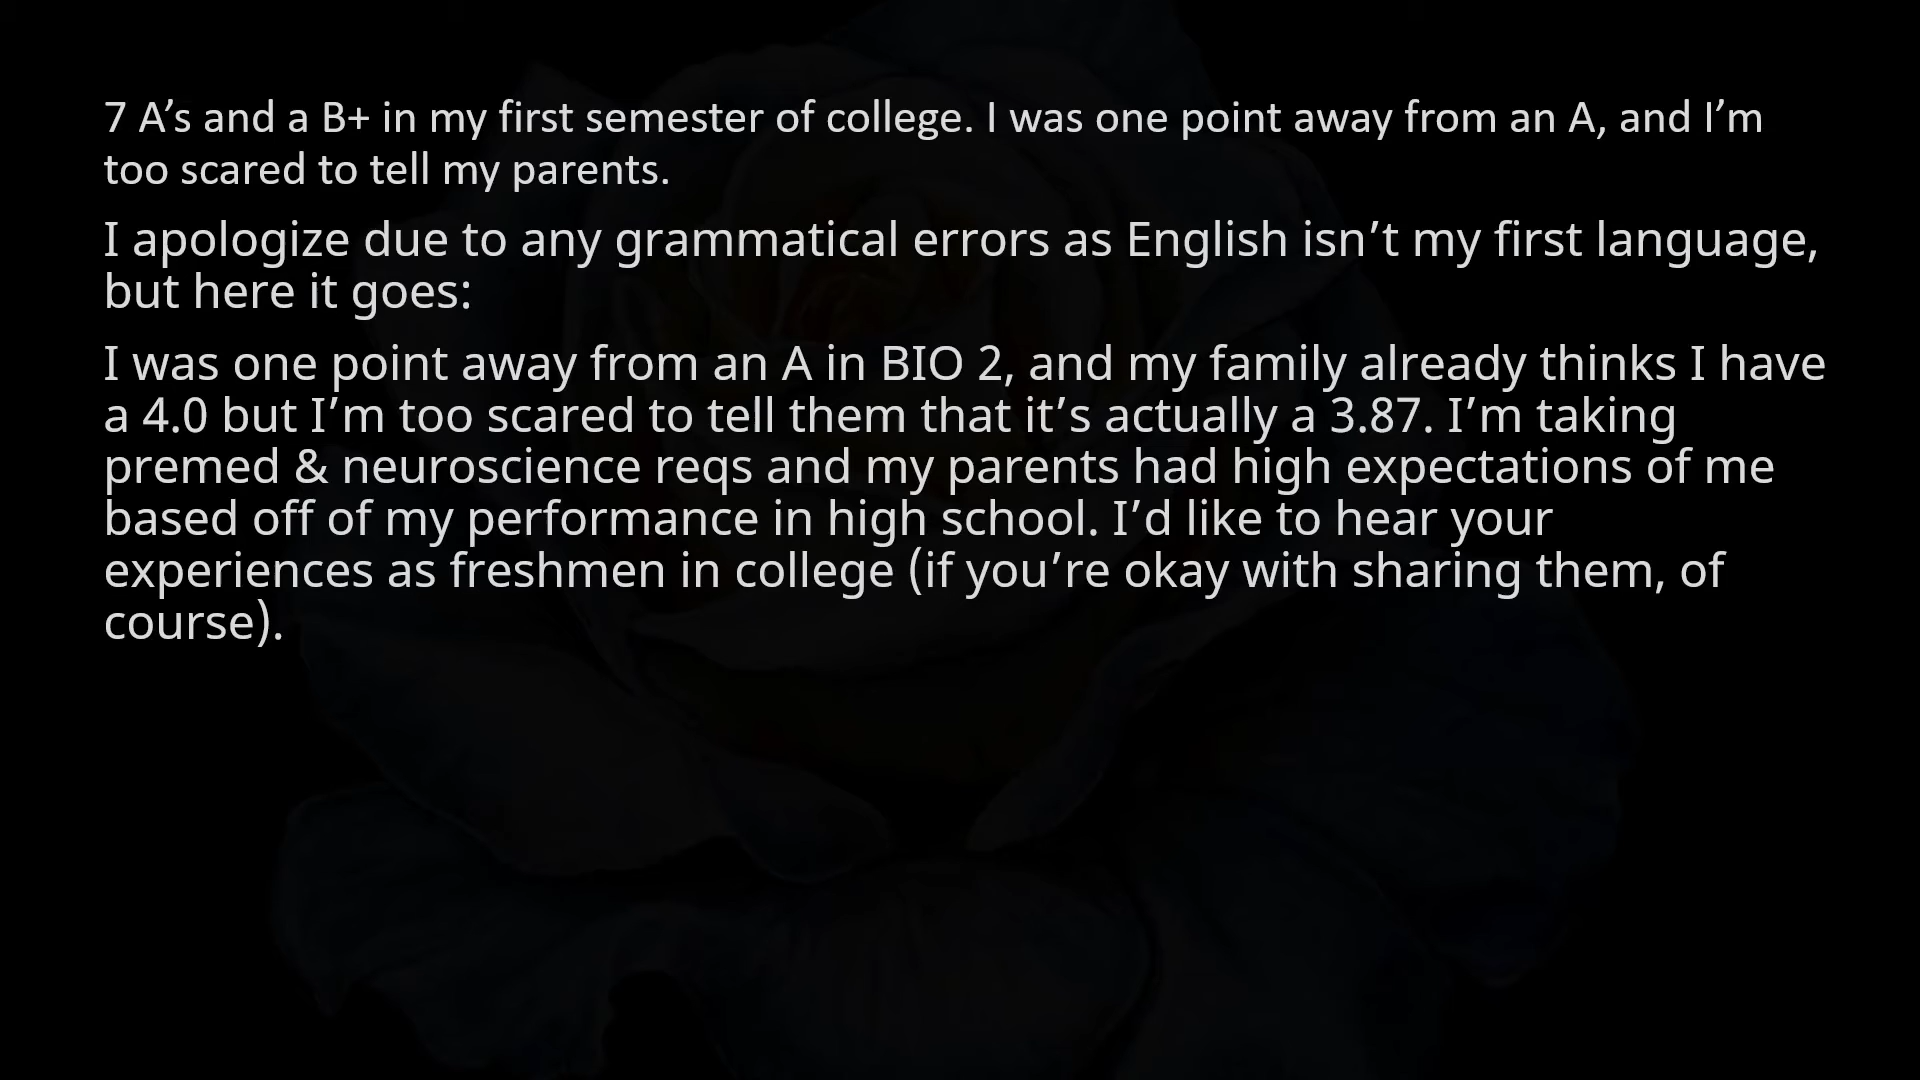 7 A’s and a B+ in my first semester of college. I was one point away from an A, and I’m
too scared to tell my parents.
I apologize due to any grammatical errors as English isn’t my first language,
but here it goes:
I was one point away from an A in BIO 2, and my family already thinks I have
a 4.0 but I’m too scared to tell them that it’s actually a 3.87. I’m taking
premed & neuroscience reqs and my parents had high expectations of me
based off of my performance in high school. I’d like to hear your
experiences as freshmen in college (if you’re okay with sharing them, of
course).